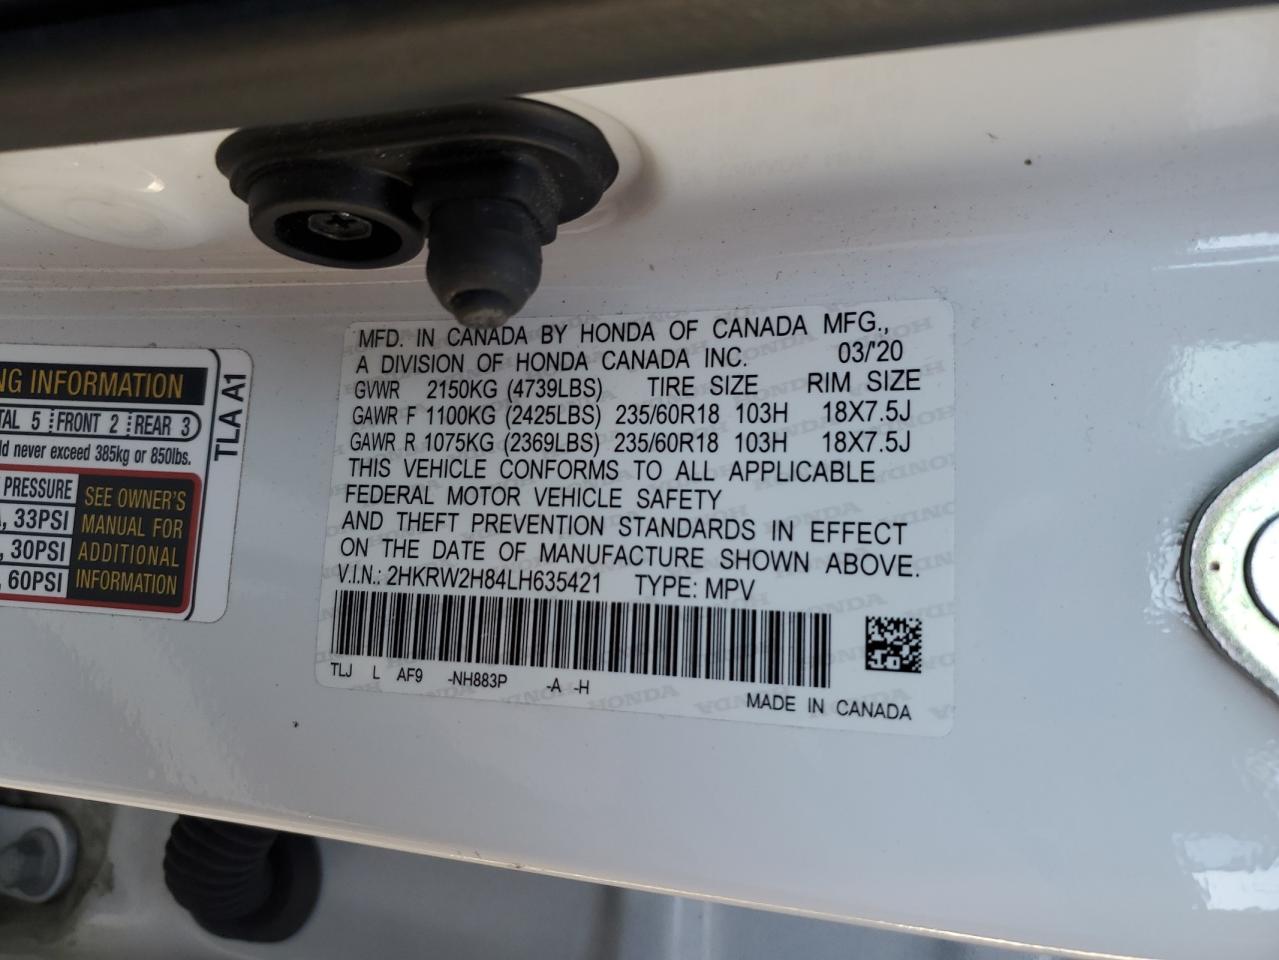 NG INFORMATION
TAL 5 FRONT 2 REAR 3
never exceed 385kg or 850lbs.
PRESSURE
33PSI
30PSI
60PSI
SEE OWNER'S
MANUAL FOR
ADDITIONAL
INFORMATION
TLA A1
MFD. IN CANADA BY HONDA OF CANADA MFG.,
A DIVISION OF HONDA CANADA INC. 03/'20
GVWR 2150KG (4739LBS) TIRE SIZE RIM SIZE
GAWR F 1100KG (2425LBS) 235/60R18 103H 18X7.5J
GAWR R 1075KG (2369LBS) 235/60R18 103H 18X7.5J
THIS VEHICLE CONFORMS TO ALL APPLICABLE
FEDERAL MOTOR VEHICLE SAFETY
AND THEFT PREVENTION STANDARDS IN EFFECT
ON THE DATE OF MANUFACTURE SHOWN ABOVE.
V.I.N.: 2HKRW2H84LH635421 TYPE: MPV
TLJ L AF9 -NH883P -A -H
MADE IN CANADA